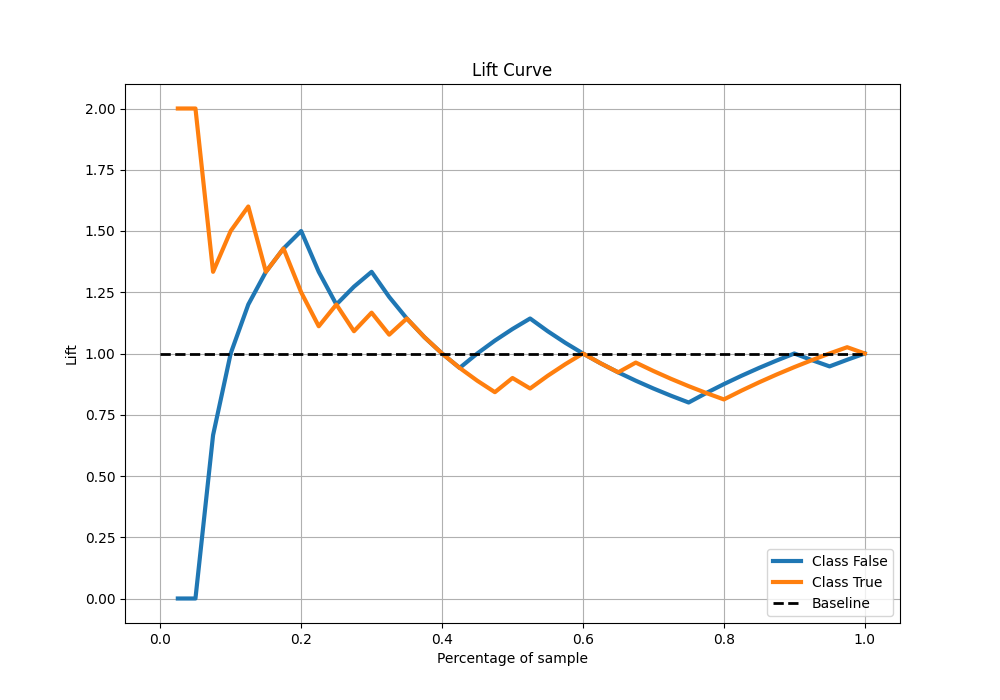 Lift Curve
Lift
2.00
1.75
1.50
1.25
1.00
0.75
0.50
0.25
0.00
0.0 0.2 0.4 0.6 0.8 1.0
Percentage of sample
Class False
Class True
Baseline